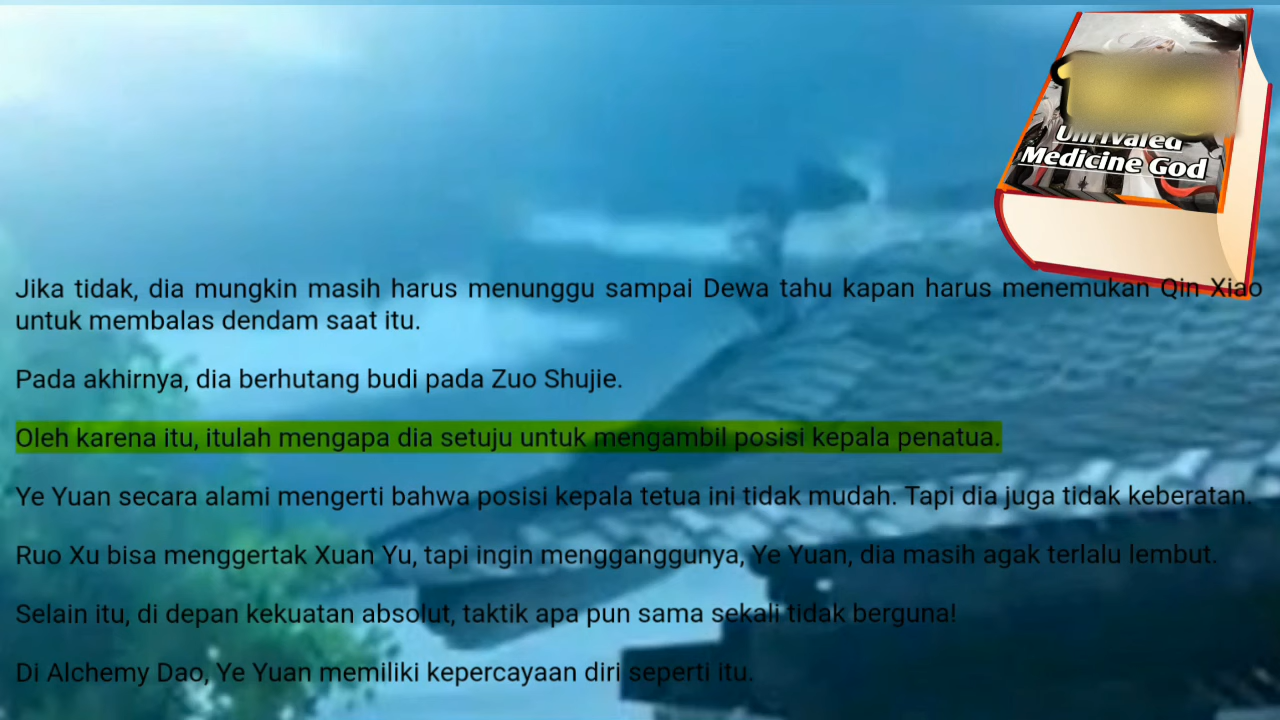 Unrivaled
Medicine God
Jika tidak, dia mungkin masih harus menunggu sampai Dewa tahu kapan harus menemukan Qin Xiao
untuk membalas dendam saat itu.
Pada akhirnya, dia berhutang budi pada Zuo Shujie.
Oleh karena itu, itulah mengapa dia setuju untuk mengambil posisi kepala penatua.
Ye Yuan secara alami mengerti bahwa posisi kepala tetua ini tidak mudah. Tapi dia juga tidak keberatan.
Ruo Xu bisa menggertak Xuan Yu, tapi ingin mengganggunya, Ye Yuan, dia masih agak terlalu lembut.
Selain itu, di depan kekuatan absolut, taktik apa pun sama sekali tidak berguna!
Di Alchemy Dao, Ye Yuan memiliki kepercayaan diri seperti itu.